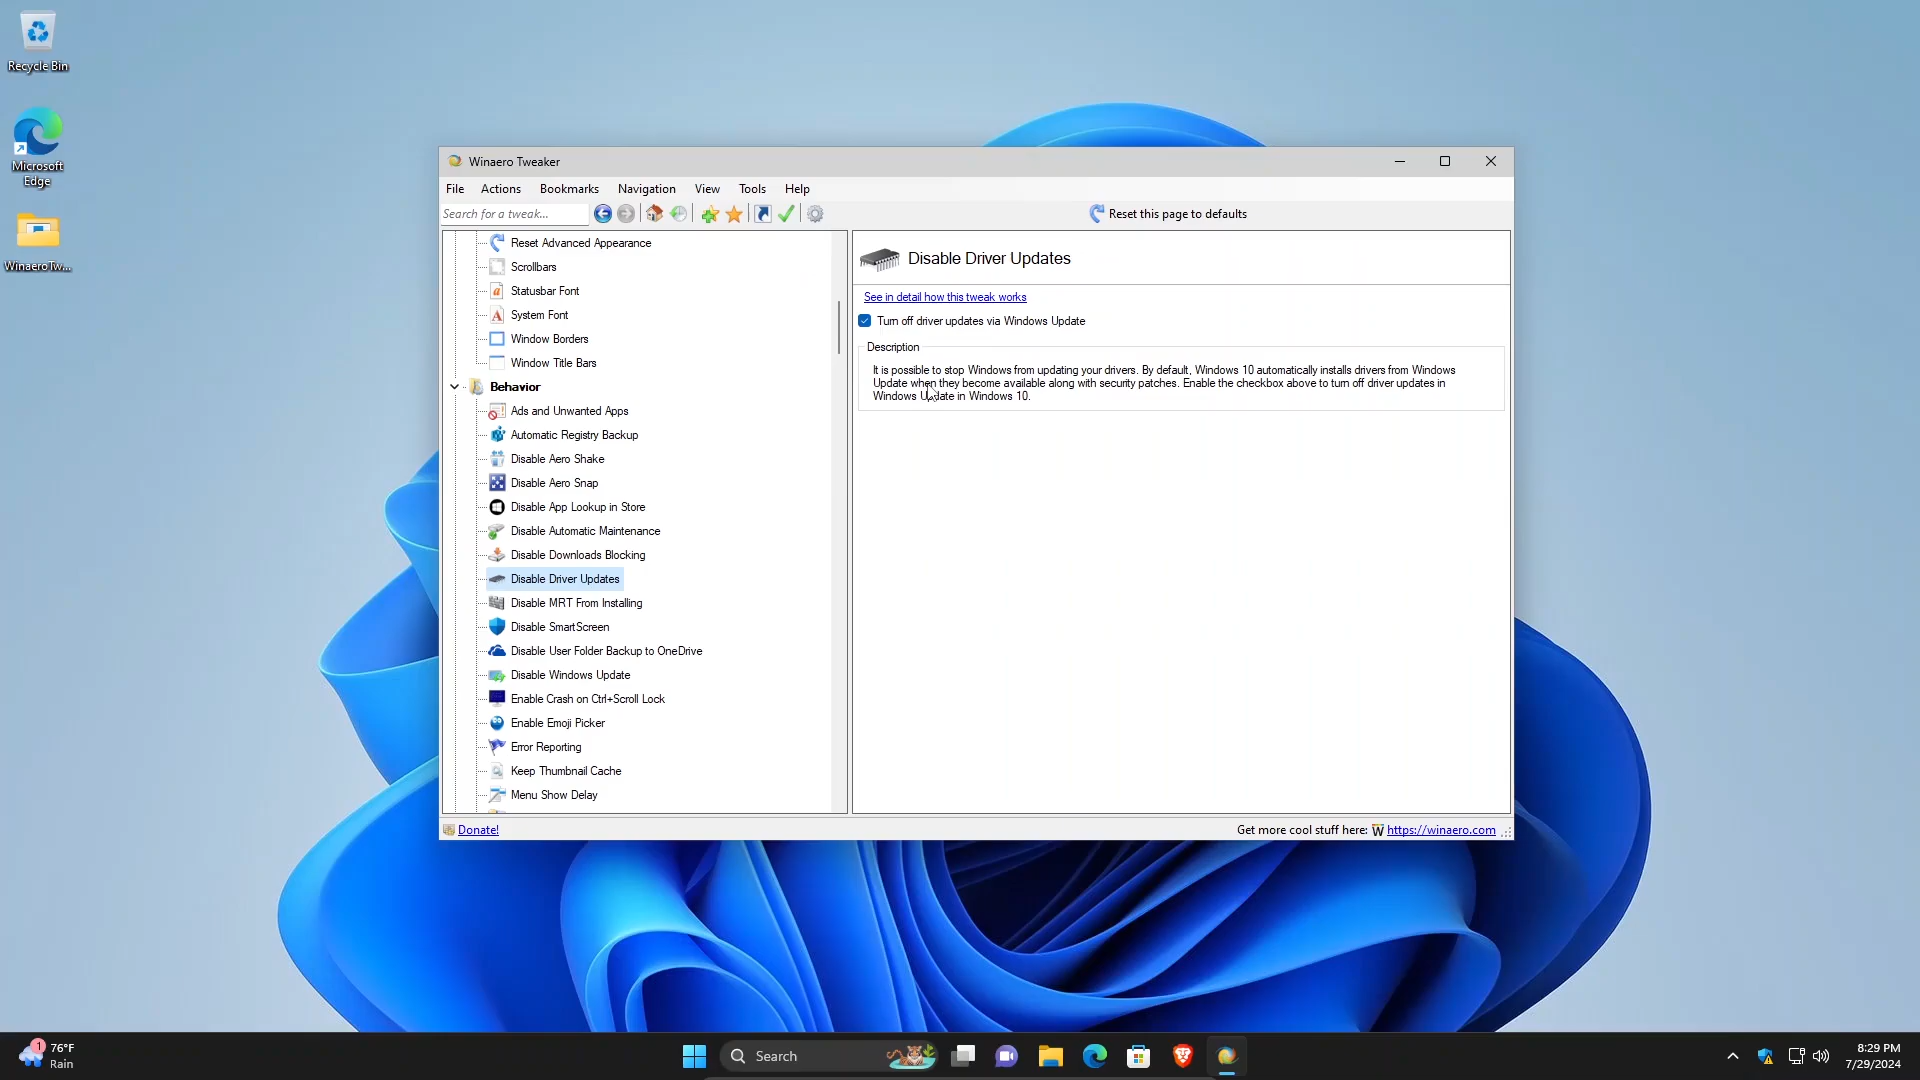 Recycle Bin
Microsoft
Edge
WinaeroTw...
Winaero Tweaker
File Actions Bookmarks Navigation View Tools Help
Search for a tweak...
Reset this page to defaults
Reset Advanced Appearance
Scrollbars
Statusbar Font
System Font
Window Borders
Window Title Bars
Behavior
Ads and Unwanted Apps
Automatic Registry Backup
Disable Aero Shake
Disable Aero Snap
Disable App Lookup in Store
Disable Automatic Maintenance
Disable Downloads Blocking
Disable Driver Updates
Disable MRT From Installing
Disable SmartScreen
Disable User Folder Backup to OneDrive
Disable Windows Update
Enable Crash on Ctrl+Scroll Lock
Enable Emoji Picker
Error Reporting
Keep Thumbnail Cache
Menu Show Delay
Disable Driver Updates
See in detail how this tweak works
Turn off driver updates via Windows Update
Description
It is possible to stop Windows from updating your drivers. By default, Windows 10 automatically installs drivers from Windows
Update when they become available along with security patches. Enable the checkbox above to turn off driver updates in
Windows Update in Windows 10.
Donate!
Get more cool stuff here: W https://winaero.com
1
76°F
Rain
Search
8:29 PM
7/29/2024